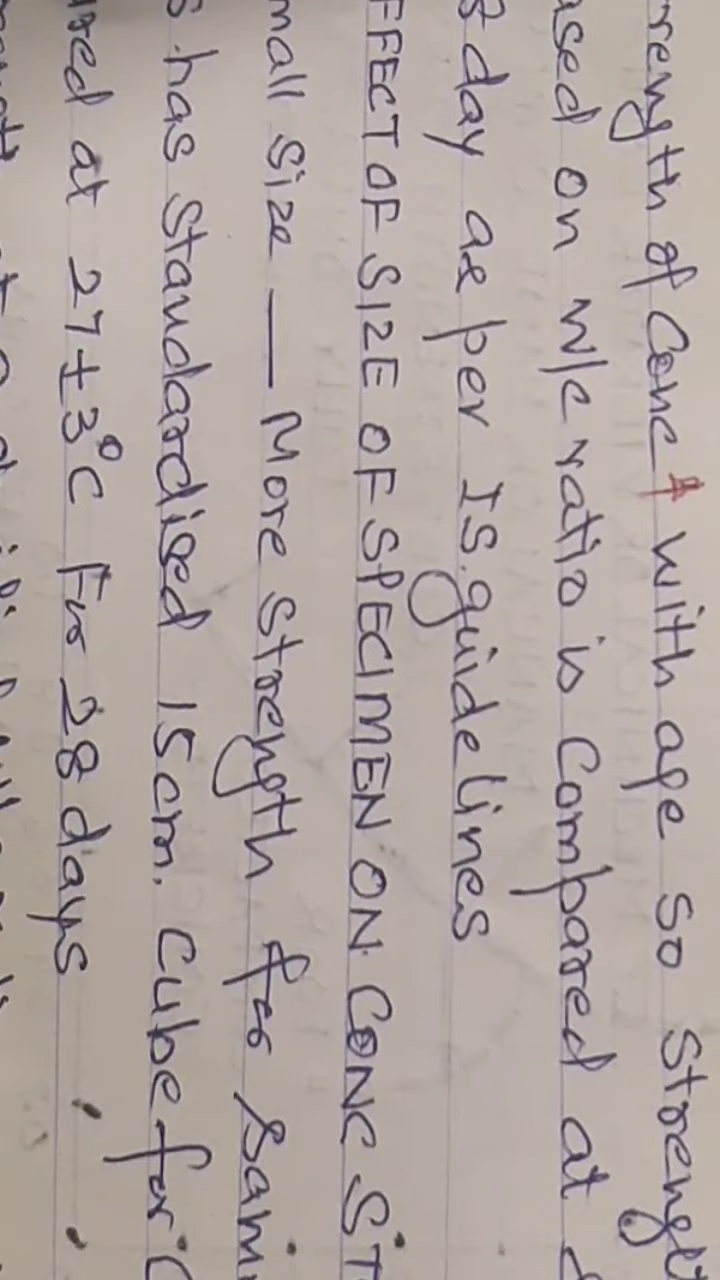 rength of Conc ↑ with age so strengt
ased on w/c ratio is Compared at
8 day as per IS guidelines
FFECT OF SIZE OF SPECIMEN ON CONC ST
mall size — More Strength for Sam
S has Standardised 15cm. Cube for
ured at 27±3°C For 28 days